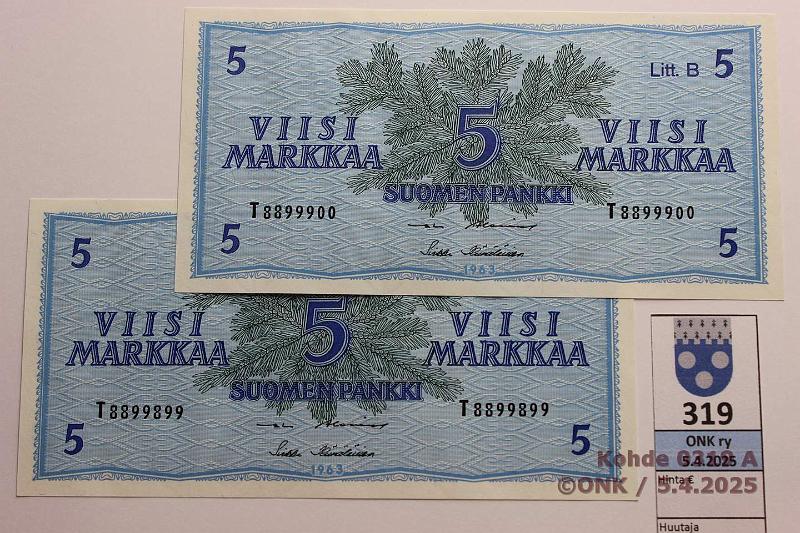 5
Litt. B 5
VIISI 5 VIISI
MARKKAA MARKKAA
SUOMEN PANKKI
T8899900 T8899900
5 5
1963
5
VIISI 5 VIISI
MARKKAA MARKKAA
SUOMEN PANKKI
T8899899 T8899899
5 5
1963
319
ONK ry
5.4.2025
Hinta €
Huutaja
Kohde 0319 A
©ONK / 5.4.2025